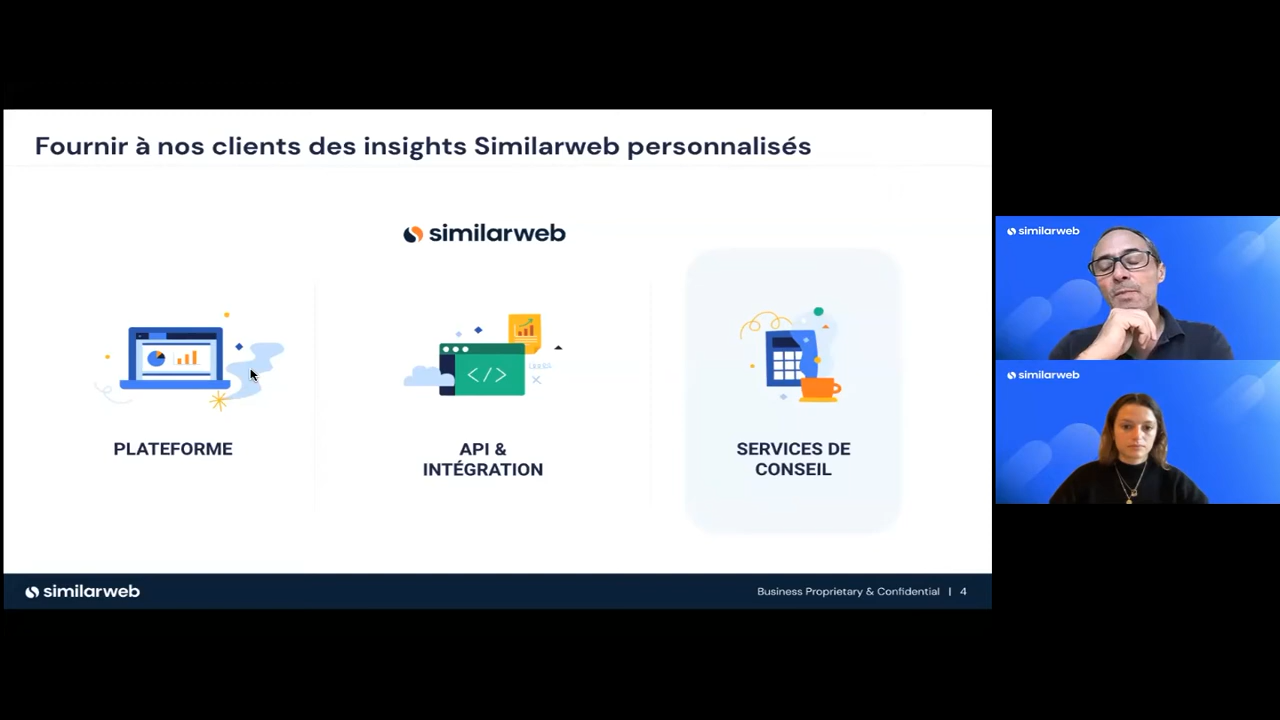 Fournir à nos clients des insights Similarweb personnalisés
similarweb
</>
PLATEFORME
API &
INTÉGRATION
SERVICES DE
CONSEIL
similarweb
Business Proprietary & Confidential | 4
similarweb
similarweb